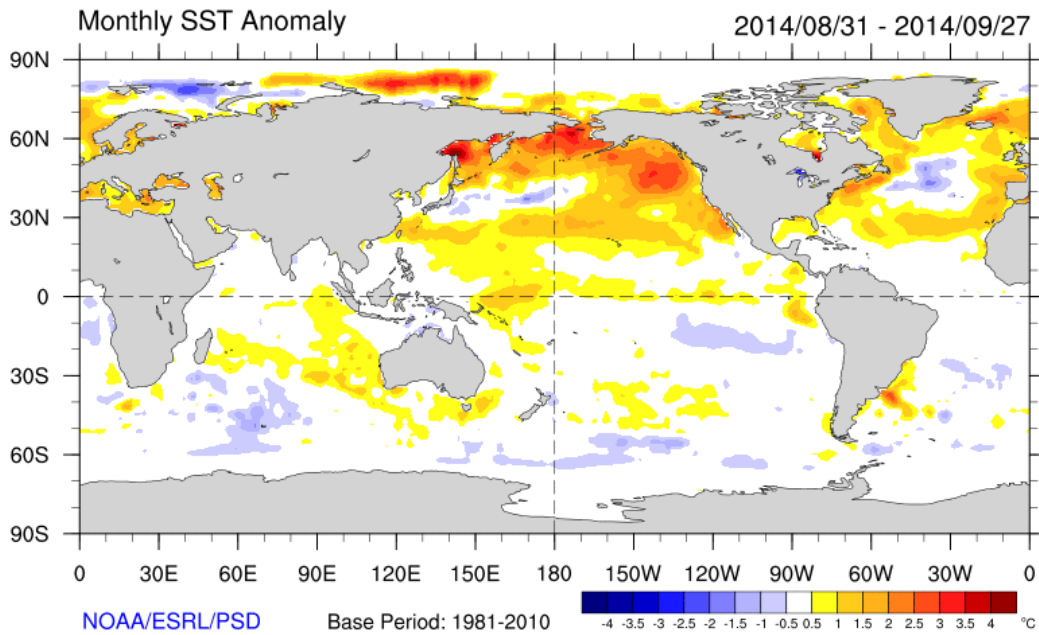 Monthly SST Anomaly 2014/08/31 - 2014/09/27
90N
60N
30N
0
30S
60S
90S
0 30E 60E 90E 120E 150E 180 150W 120W 90W 60W 30W 0
NOAA/ESRL/PSD Base Period: 1981-2010
-4 -3.5 -3 -2.5 -2 -1.5 -1 -0.5 0.5 1 1.5 2 2.5 3 3.5 4 °C